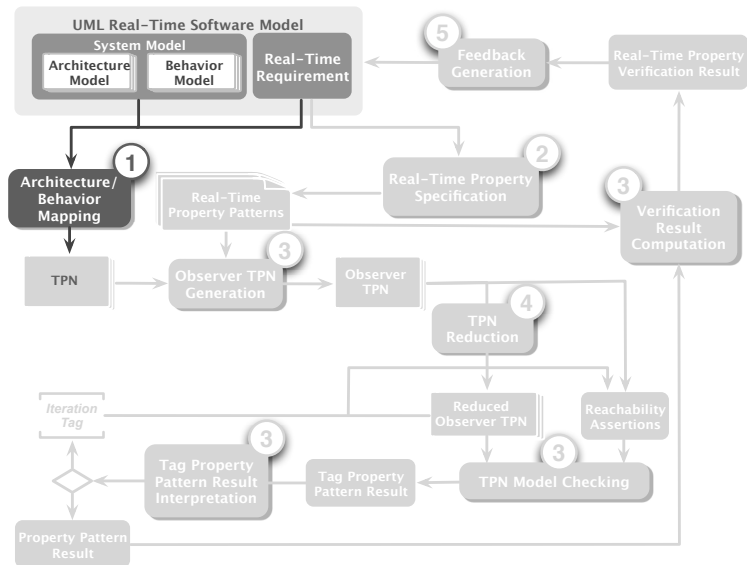 UML Real-Time Software Model
System Model
Architecture
Model
Behavior
Model
Real-Time
Requirement
5
Feedback
Generation
Real-Time Property
Verification Result
1
Architecture/
Behavior
Mapping
2
Real-Time Property
Specification
Real-Time
Property Patterns
3
Verification
Result
Computation
TPN
3
Observer TPN
Generation
Observer
TPN
4
TPN
Reduction
Iteration
Tag
Reduced
Observer TPN
Reachability
Assertions
3
Tag Property
Pattern Result
Interpretation
Tag Property
Pattern Result
3
TPN Model Checking
Property Pattern
Result